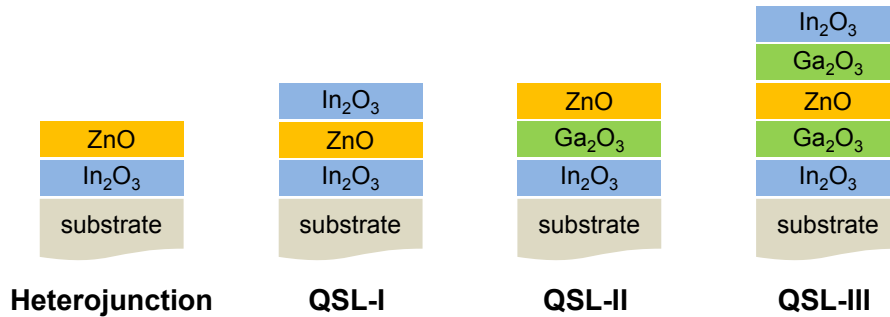 ZnO
In₂O₃
substrate
Heterojunction
In₂O₃
ZnO
In₂O₃
substrate
QSL-I
ZnO
Ga₂O₃
In₂O₃
substrate
QSL-II
In₂O₃
Ga₂O₃
ZnO
Ga₂O₃
In₂O₃
substrate
QSL-III